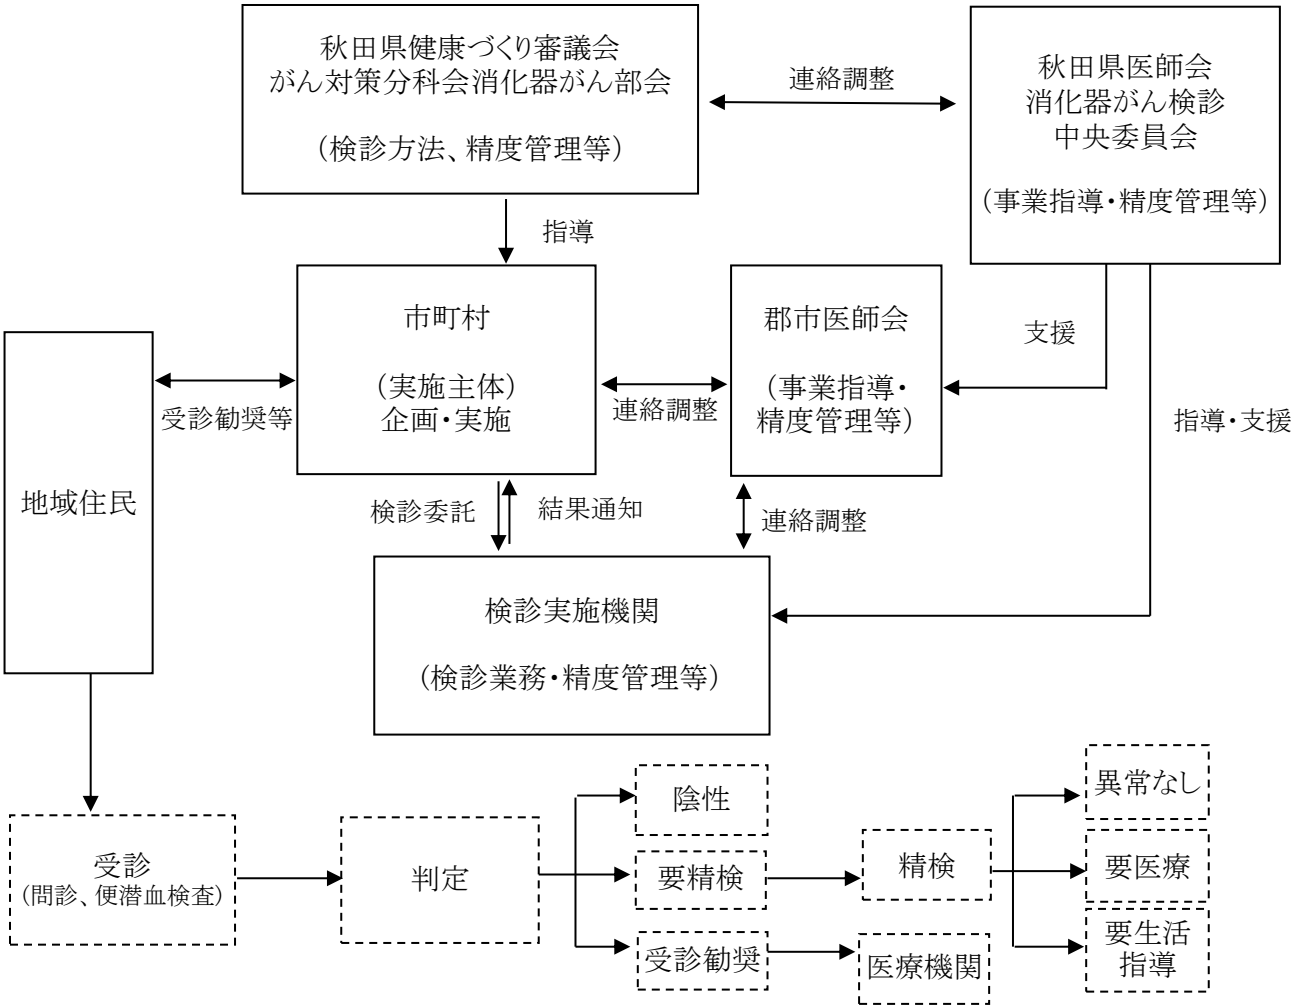 秋田県健康づくり審議会
がん対策分科会消化器がん部会
（検診方法、精度管理等）
連絡調整
秋田県医師会
消化器がん検診
中央委員会
（事業指導・精度管理等）
指導
市町村
（実施主体）
企画・実施
郡市医師会
（事業指導・
精度管理等）
支援
受診勧奨等
連絡調整
指導・支援
地域住民
検診委託
結果通知
連絡調整
検診実施機関
（検診業務・精度管理等）
受診
（問診、便潜血検査）
判定
陰性
要精検
受診勧奨
精検
医療機関
異常なし
要医療
要生活
指導